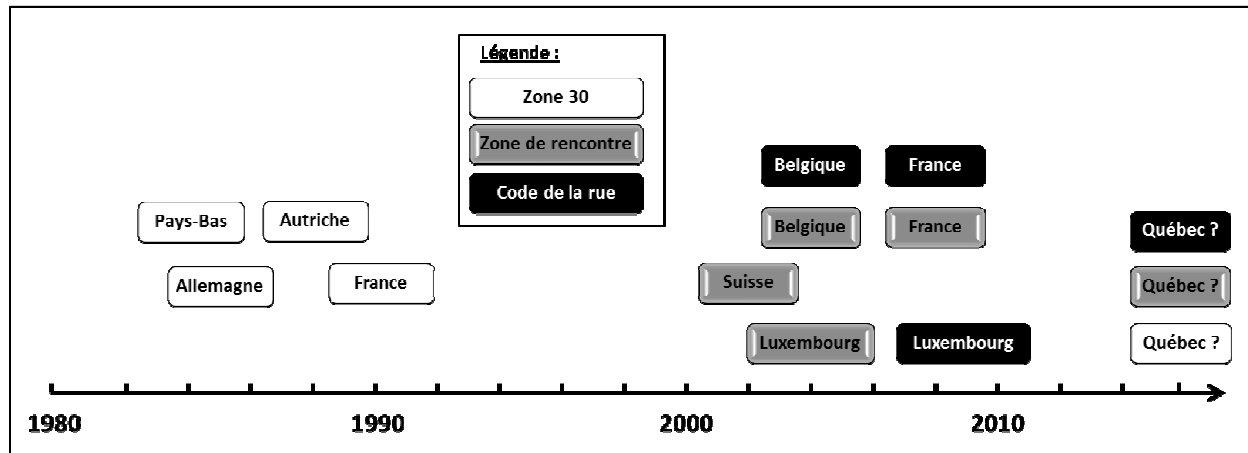 Légende :
Zone 30
Zone de rencontre
Code de la rue
Belgique France
Pays-Bas Autriche Belgique France Québec ?
Allemagne France Suisse Québec ?
Luxembourg Luxembourg Québec ?
1980 1990 2000 2010